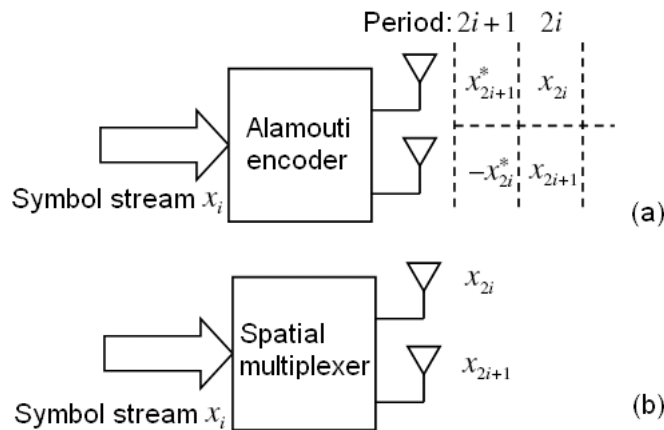 Period: 2i+1 2i
x*_{2i+1} x_{2i}
Alamouti
encoder
-x*_{2i} x_{2i+1}
Symbol stream x_i
(a)
x_{2i}
Spatial
multiplexer
x_{2i+1}
Symbol stream x_i
(b)